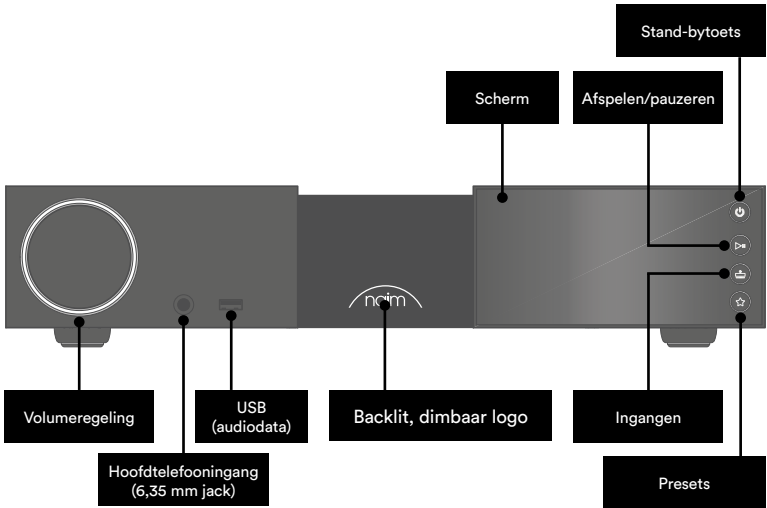 Stand-bytoets
Scherm
Afspelen/pauzeren
naim
Volumeregeling
USB
(audiodata)
Backlit, dimbaar logo
Ingangen
Hoofdtelefooningang
(6,35 mm jack)
Presets